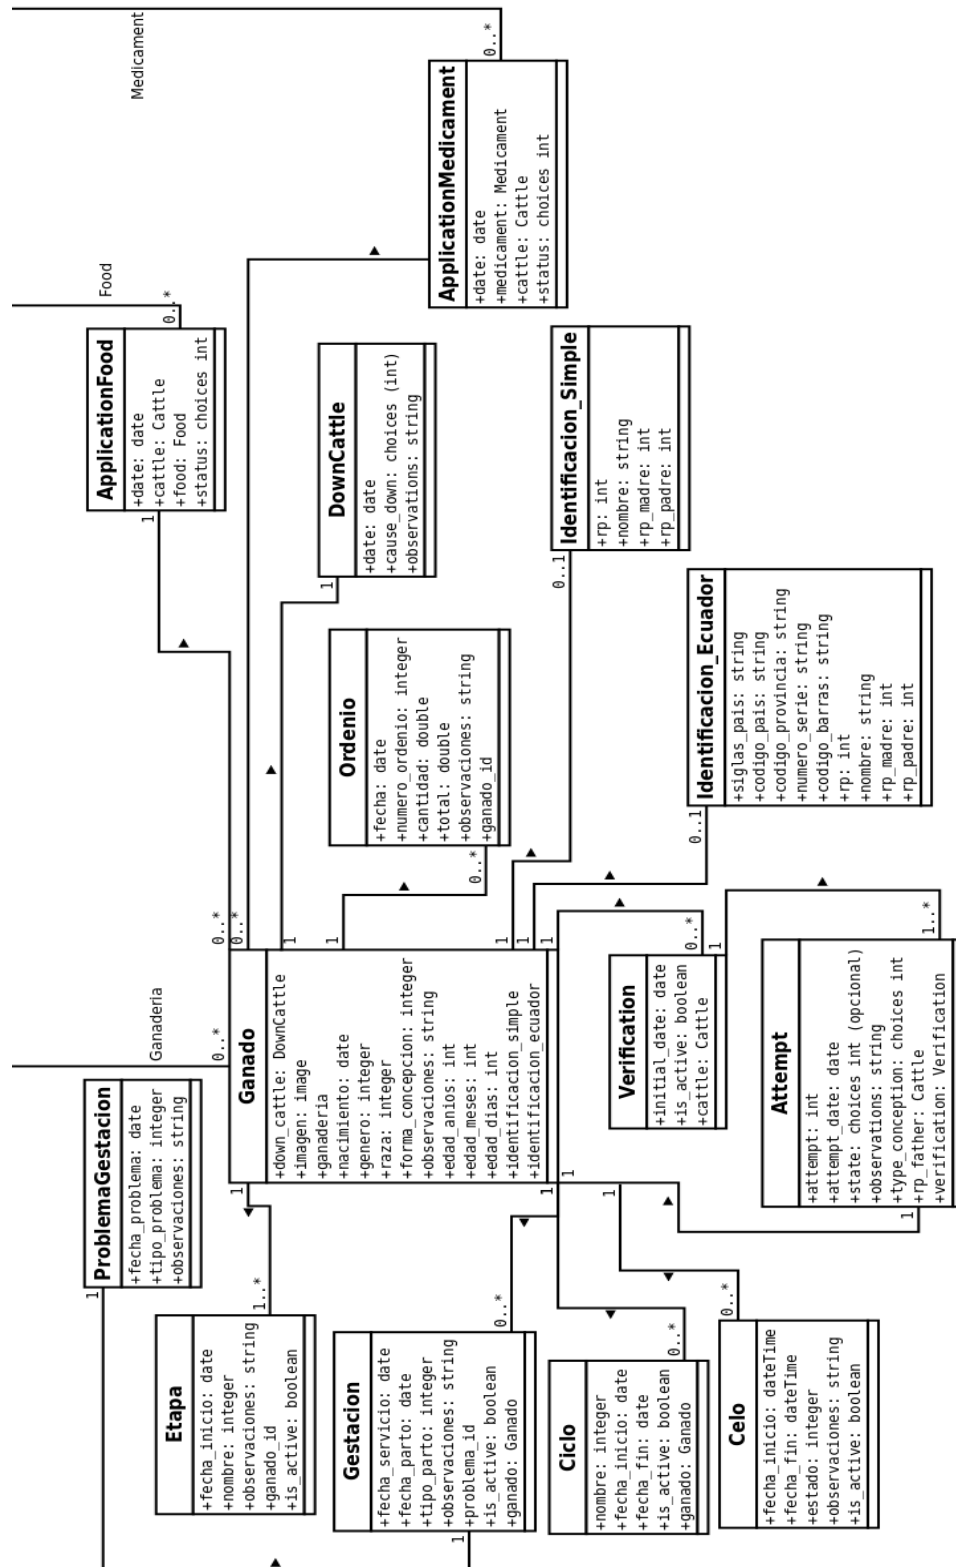 Medicament
0..*
ApplicationMedicament
+date: date
+medicament: Medicament
+cattle: Cattle
+status: choices int
Food
0..*
ApplicationFood
+date: date
+cattle: Cattle
+food: Food
+status: choices int
1
DownCattle
+date: date
+cause_down: choices (int)
+observations: string
1
Identificacion_Simple
+rp: int
+nombre: string
+rp_madre: int
+rp_padre: int
0..1
Ordenio
+fecha: date
+numero_ordenio: integer
+cantidad: double
+total: double
+observaciones: string
+ganado_id
0..*
Identificacion_Ecuador
+siglas_pais: string
+codigo_pais: string
+codigo_provincia: string
+numero_serie: string
+codigo_barras: string
+rp: int
+nombre: string
+rp_madre: int
+rp_padre: int
0..1
Ganaderia
0..*
0..*
0..*
1
1
1
1
1
Ganado
+down_cattle: DownCattle
+imagen: image
+ganaderia
+nacimiento: date
+genero: integer
+raza: integer
+forma_concepcion: integer
+observaciones: string
+edad_anios: int
+edad_meses: int
+edad_dias: int
+identificacion_simple
+identificacion_ecuador
1
1
1
1
Verification
+initial_date: date
+is_active: boolean
+cattle: Cattle
0..*
1
Attempt
+attempt: int
+attempt_date: date
+state: choices int (opcional)
+observations: string
+type_conception: choices int
+rp_father: Cattle
+verification: Verification
1..*
1
ProblemaGestacion
+fecha_problema: date
+tipo_problema: integer
+observaciones: string
1
Etapa
+fecha_inicio: date
+nombre: integer
+observaciones: string
+ganado_id
+is_active: boolean
1..*
Gestacion
+fecha_servicio: date
+fecha_parto: date
+tipo_parto: integer
+observaciones: string
+problema_id
+is_active: boolean
+ganado: Ganado
0..*
1
Ciclo
+nombre: integer
+fecha_inicio: date
+fecha_fin: date
+is_active: boolean
+ganado: Ganado
0..*
Celo
+fecha_inicio: dateTime
+fecha_fin: dateTime
+estado: integer
+observaciones: string
+is_active: boolean
0..*